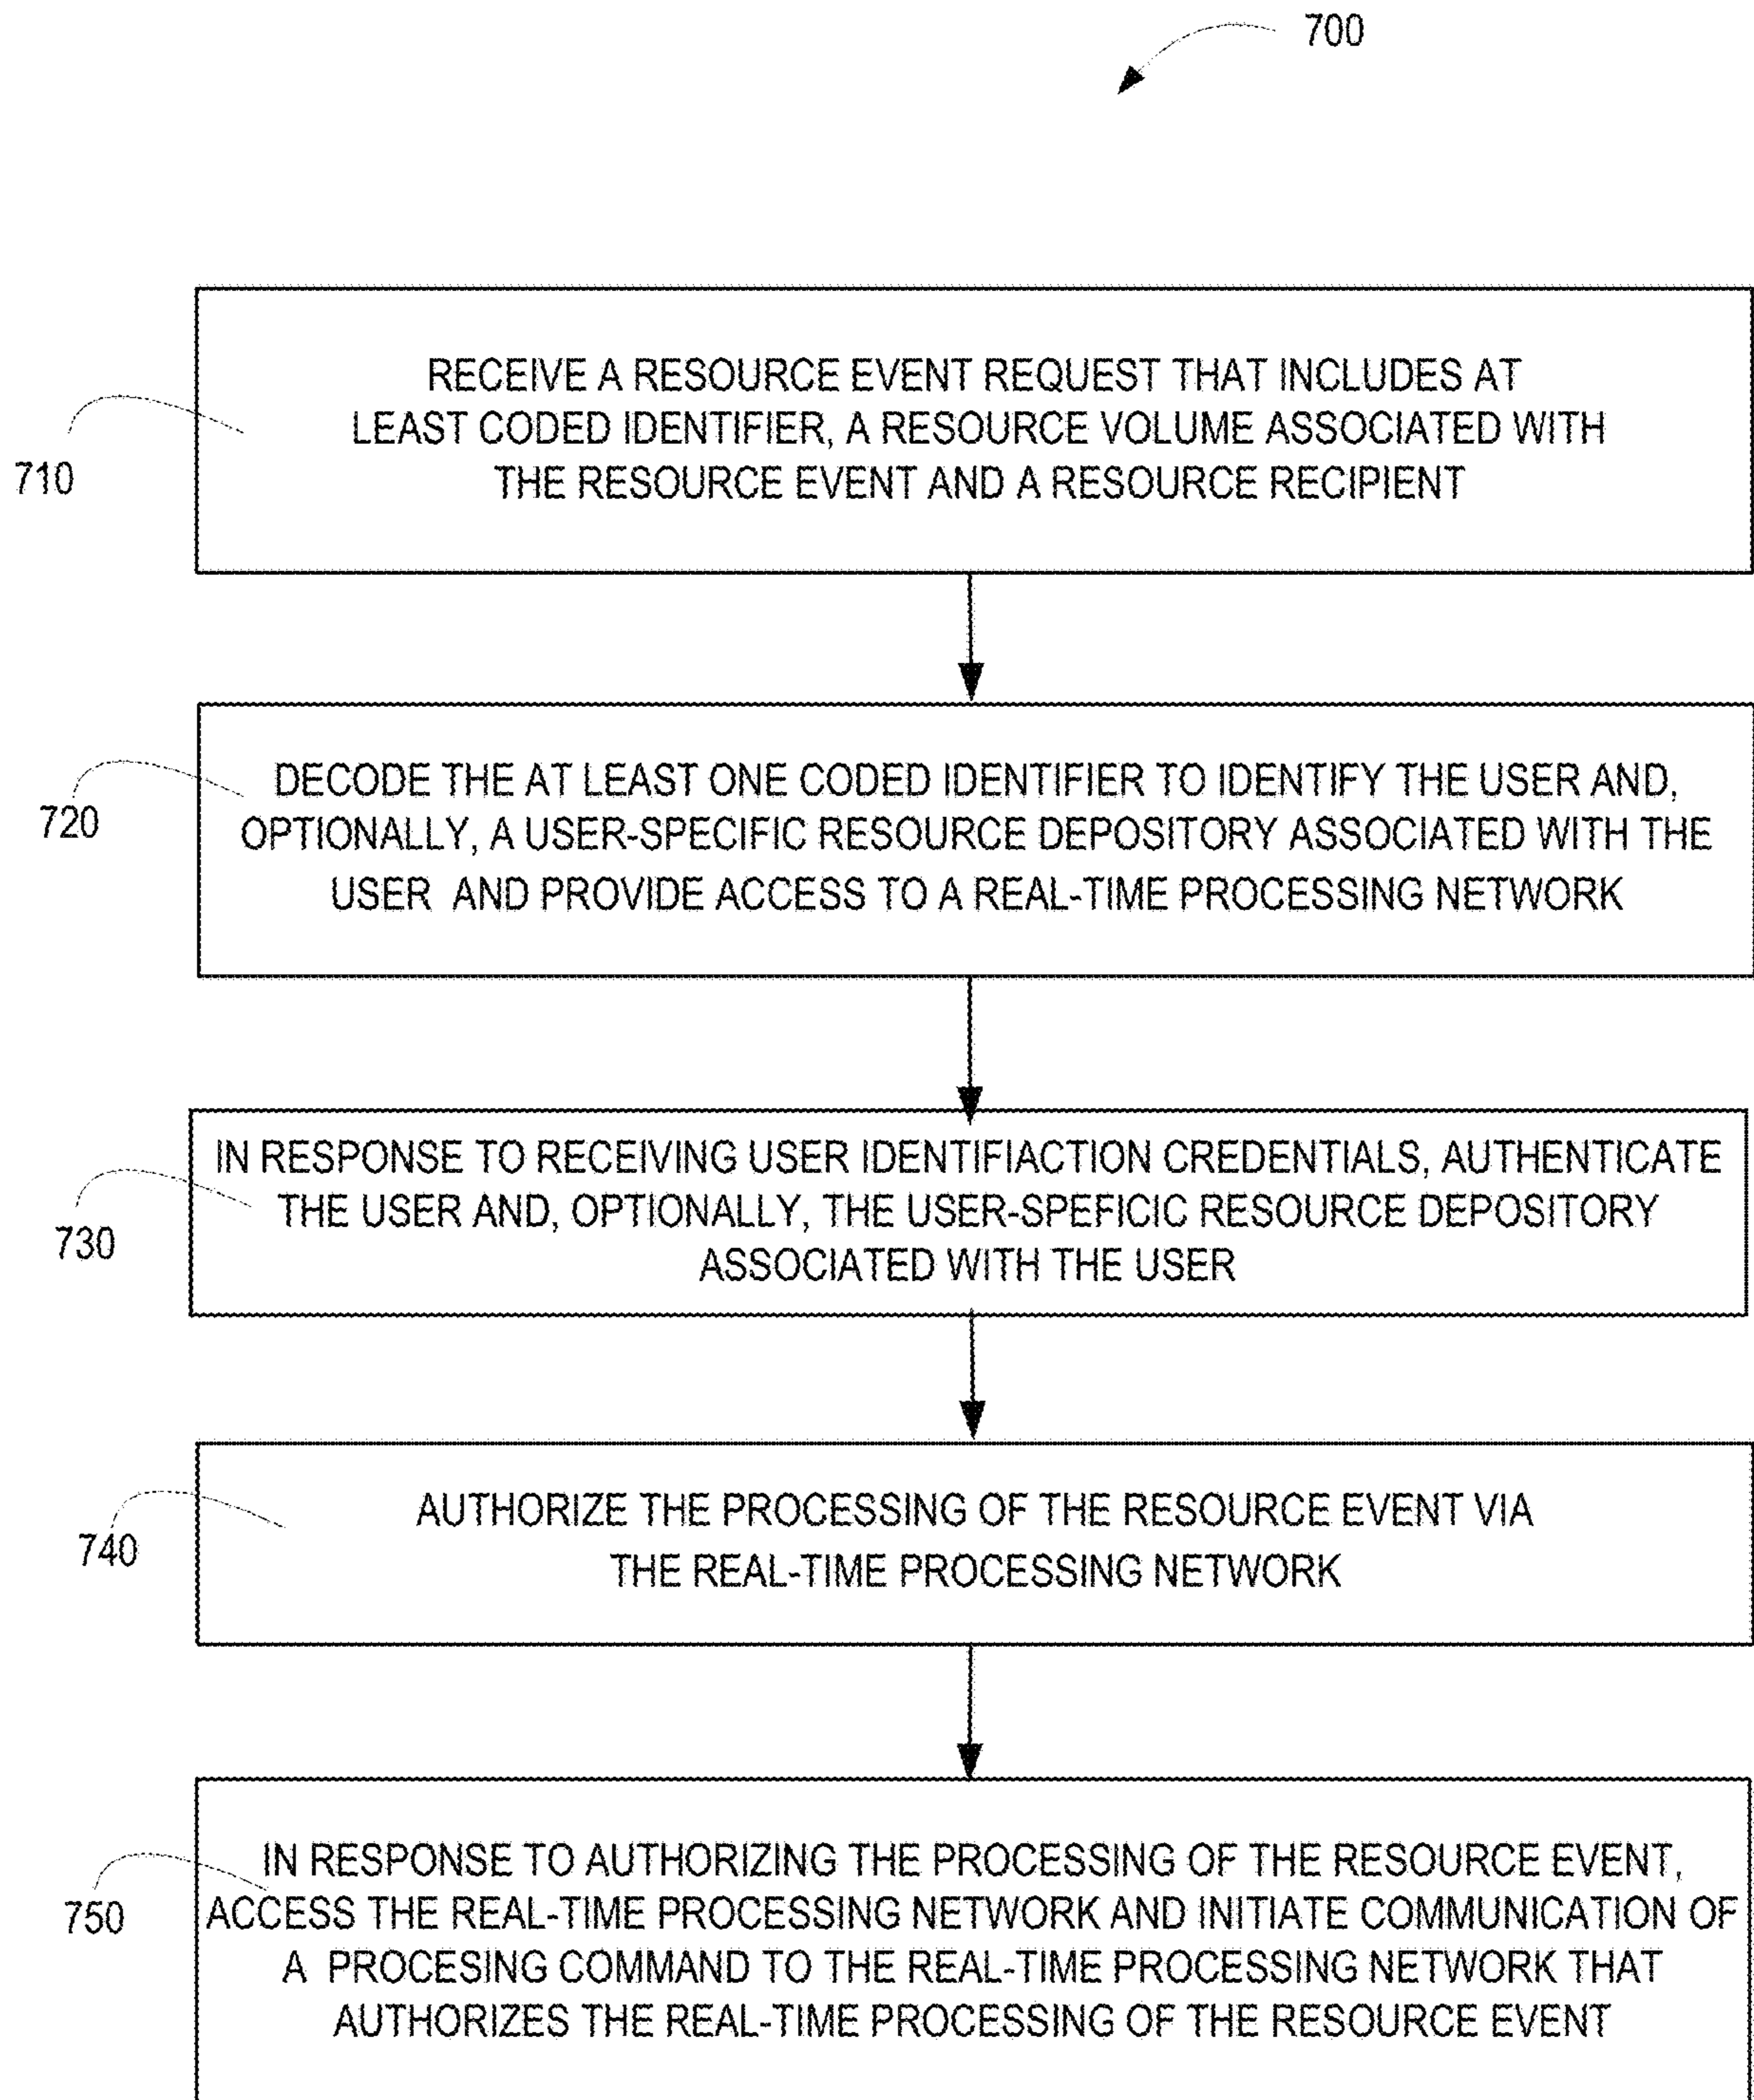 700
RECEIVE A RESOURCE EVENT REQUEST THAT INCLUDES AT
LEAST CODED IDENTIFIER, A RESOURCE VOLUME ASSOCIATED WITH
THE RESOURCE EVENT AND A RESOURCE RECIPIENT
710
DECODE THE AT LEAST ONE CODED IDENTIFIER TO IDENTIFY THE USER AND,
OPTIONALLY, A USER-SPECIFIC RESOURCE DEPOSITORY ASSOCIATED WITH THE
USER AND PROVIDE ACCESS TO A REAL-TIME PROCESSING NETWORK
720
IN RESPONSE TO RECEIVING USER IDENTIFIACTION CREDENTIALS, AUTHENTICATE
THE USER AND, OPTIONALLY, THE USER-SPEFICIC RESOURCE DEPOSITORY
ASSOCIATED WITH THE USER
730
AUTHORIZE THE PROCESSING OF THE RESOURCE EVENT VIA
THE REAL-TIME PROCESSING NETWORK
740
IN RESPONSE TO AUTHORIZING THE PROCESSING OF THE RESOURCE EVENT,
ACCESS THE REAL-TIME PROCESSING NETWORK AND INITIATE COMMUNICATION OF
A PROCESING COMMAND TO THE REAL-TIME PROCESSING NETWORK THAT
AUTHORIZES THE REAL-TIME PROCESSING OF THE RESOURCE EVENT
750